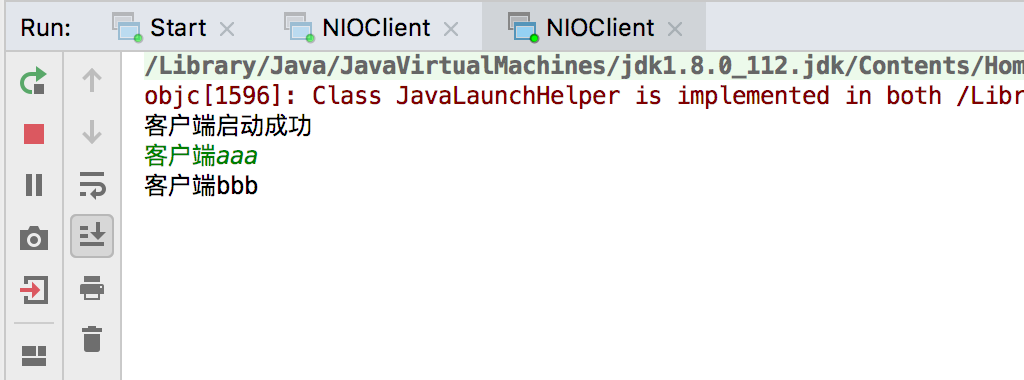 Run: Start NIOClient NIOClient
/Library/Java/JavaVirtualMachines/jdk1.8.0_112.jdk/Contents/Hom
objc[1596]: Class JavaLaunchHelper is implemented in both /Libr
客户端启动成功
客户端aaa
客户端bbb